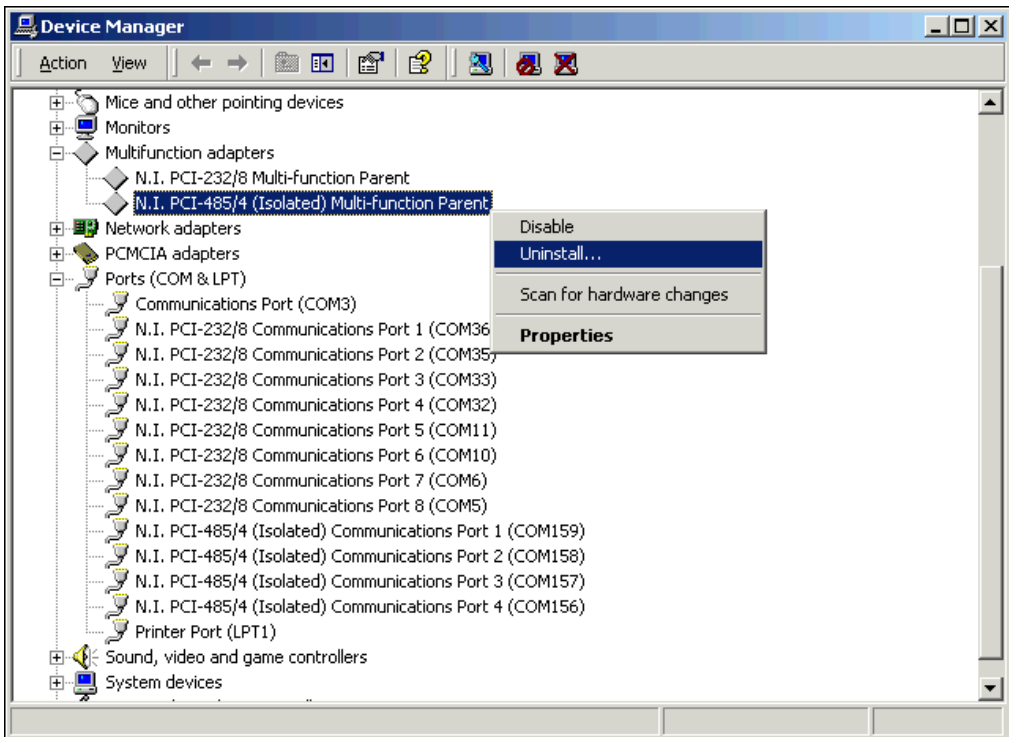 Device Manager
Action View
Mice and other pointing devices
Monitors
Multifunction adapters
N.I. PCI-232/8 Multi-function Parent
N.I. PCI-485/4 (Isolated) Multi-function Parent
Network adapters
PCMCIA adapters
Ports (COM & LPT)
Communications Port (COM3)
N.I. PCI-232/8 Communications Port 1 (COM36
N.I. PCI-232/8 Communications Port 2 (COM35)
N.I. PCI-232/8 Communications Port 3 (COM33)
N.I. PCI-232/8 Communications Port 4 (COM32)
N.I. PCI-232/8 Communications Port 5 (COM11)
N.I. PCI-232/8 Communications Port 6 (COM10)
N.I. PCI-232/8 Communications Port 7 (COM6)
N.I. PCI-232/8 Communications Port 8 (COM5)
N.I. PCI-485/4 (Isolated) Communications Port 1 (COM159)
N.I. PCI-485/4 (Isolated) Communications Port 2 (COM158)
N.I. PCI-485/4 (Isolated) Communications Port 3 (COM157)
N.I. PCI-485/4 (Isolated) Communications Port 4 (COM156)
Printer Port (LPT1)
Sound, video and game controllers
System devices
Disable
Uninstall...
Scan for hardware changes
Properties